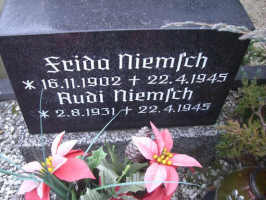 Frida Niemſch
* 16.11.1902 + 22.4.1945
Rudi Niemſch
* 2.8.1931 + 22.4.1945